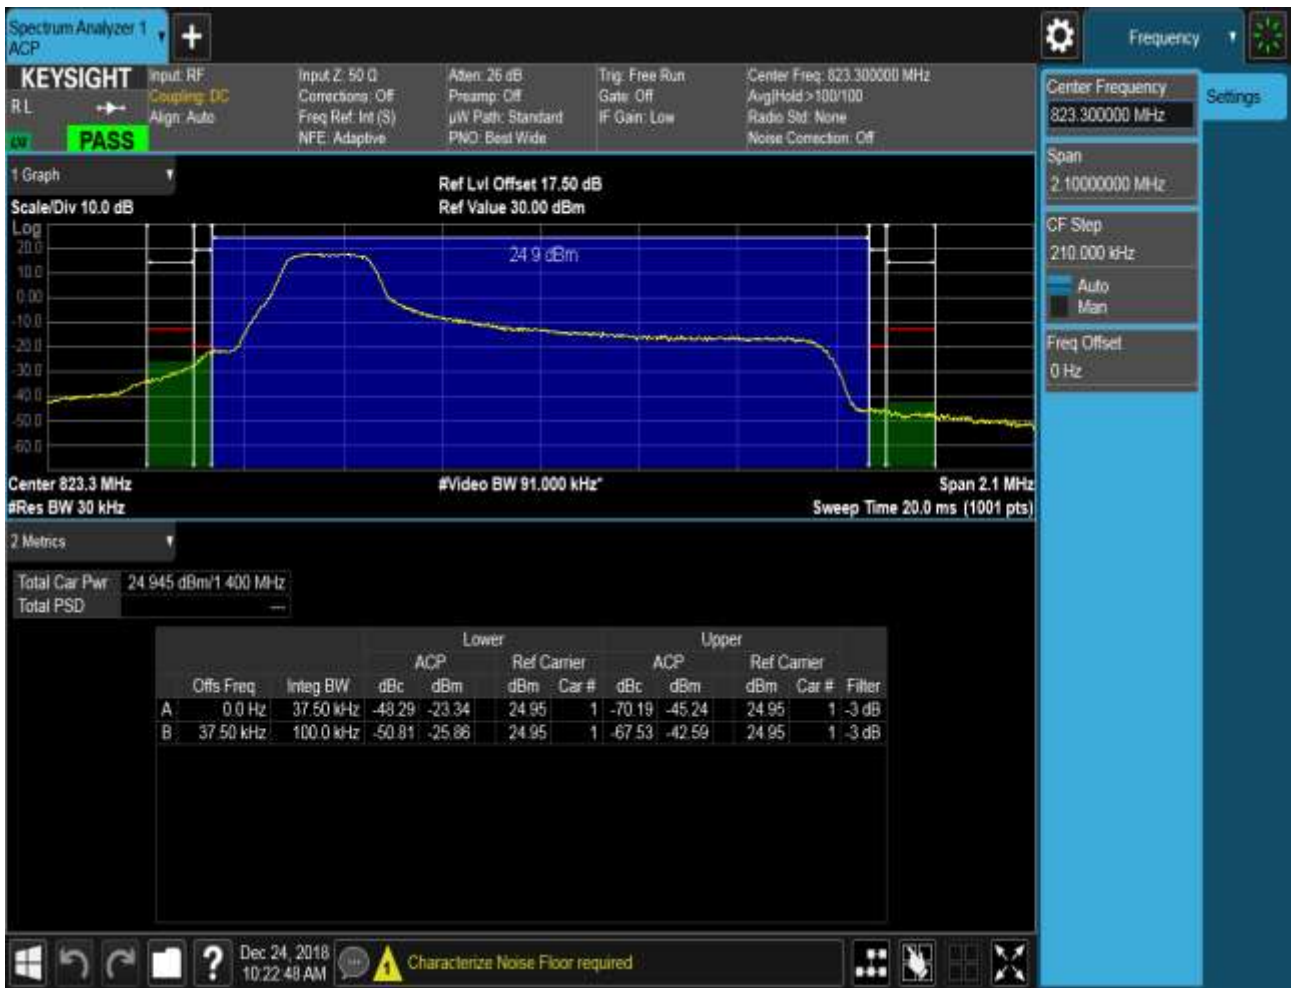 Spectrum Analyzer 1
ACP
Frequency
KEYSIGHT
R L
PASS
Input: RF
Coupling: DC
Align: Auto
Input Z: 50 Ω
Corrections: Off
Freq Ref: Int (S)
NFE: Adaptive
Atten: 26 dB
Preamp: Off
µW Path: Standard
PNO: Best Wide
Trig: Free Run
Gate: Off
IF Gain: Low
Center Freq: 823.300000 MHz
Avg|Hold >100/100
Radio Std: None
Noise Correction: Off
Center Frequency
823.300000 MHz
Settings
Span
2.10000000 MHz
CF Step
210.000 kHz
Auto
Man
Freq Offset
0 Hz
1 Graph
Scale/Div 10.0 dB
Ref Lvl Offset 17.50 dB
Ref Value 30.00 dBm
Log
20.0
10.0
0.00
-10.0
-20.0
-30.0
-40.0
-50.0
-60.0
24.9 dBm
Center 823.3 MHz
#Video BW 91.000 kHz*
Span 2.1 MHz
#Res BW 30 kHz
Sweep Time 20.0 ms (1001 pts)
2 Metrics
Total Car Pwr 24.945 dBm/1.400 MHz
Total PSD ---
Lower Upper
ACP Ref Carrier ACP Ref Carrier
Offs Freq Integ BW dBc dBm dBm Car # dBc dBm dBm Car # Filter
A 0.0 Hz 37.50 kHz -48.29 -23.34 24.95 1 -70.19 -45.24 24.95 1 -3 dB
B 37.50 kHz 100.0 kHz -50.81 -25.86 24.95 1 -67.53 -42.59 24.95 1 -3 dB
?
Dec 24, 2018
10:22:48 AM
1
Characterize Noise Floor required